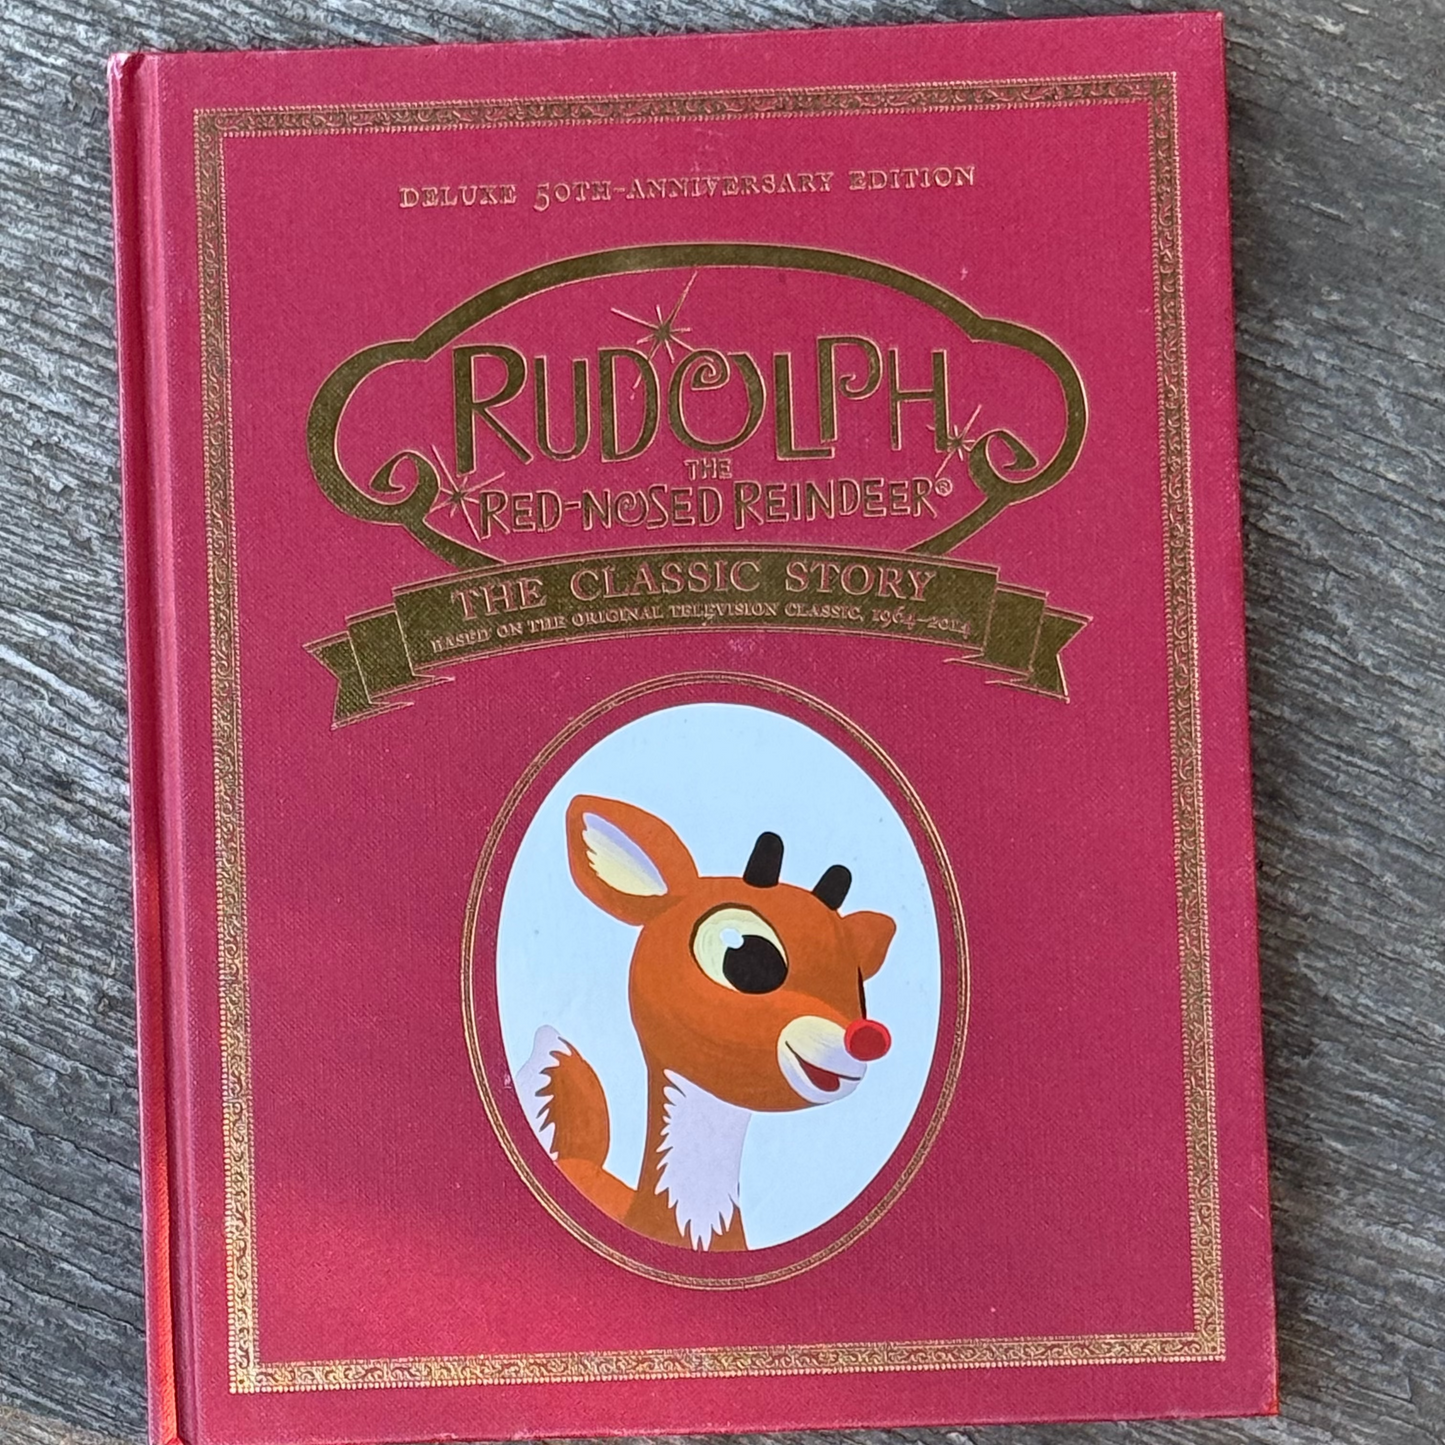 DELUXE 50TH-ANNIVERSARY EDITION
RUDOLPH
THE
RED-NOSED REINDEER®
THE CLASSIC STORY
BASED ON THE ORIGINAL TELEVISION CLASSIC, 1964-2014